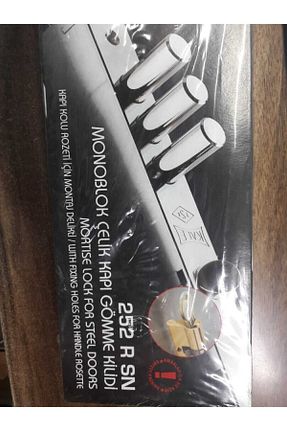 KALE
252 R SN
MONOBLOK ÇELİK KAPI GÖMME KİLİDİ
MORTISE LOCK FOR STEEL DOORS
KAPI KOLU ROZETİ İÇİN MONTAJ DELİKLİ / WITH FIXING HOLES FOR HANDLE ROSETTE